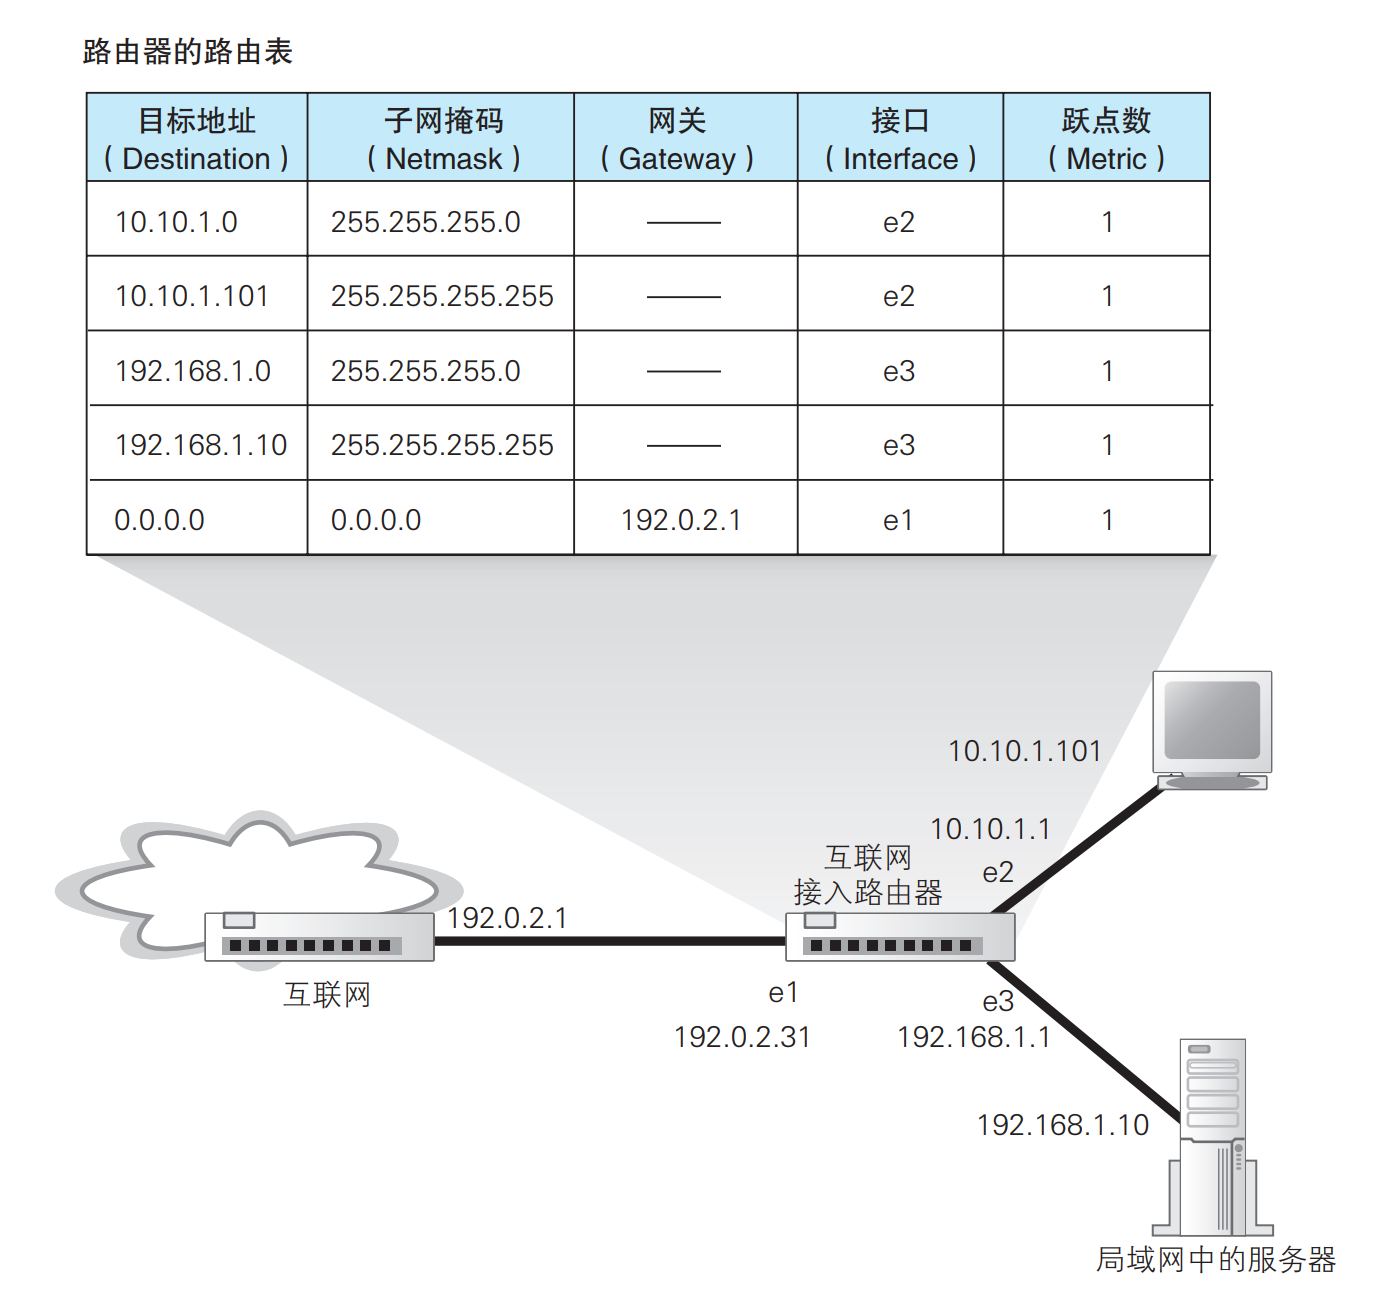 路由器的路由表
目标地址 子网掩码 网关 接口 跃点数
（Destination） （Netmask） （Gateway） （Interface） （Metric）
10.10.1.0 255.255.255.0 —— e2 1
10.10.1.101 255.255.255.255 —— e2 1
192.168.1.0 255.255.255.0 —— e3 1
192.168.1.10 255.255.255.255 —— e3 1
0.0.0.0 0.0.0.0 192.0.2.1 e1 1
10.10.1.101
10.10.1.1
互联网
接入路由器
e2
192.0.2.1
互联网
e1
e3
192.0.2.31
192.168.1.1
192.168.1.10
局域网中的服务器